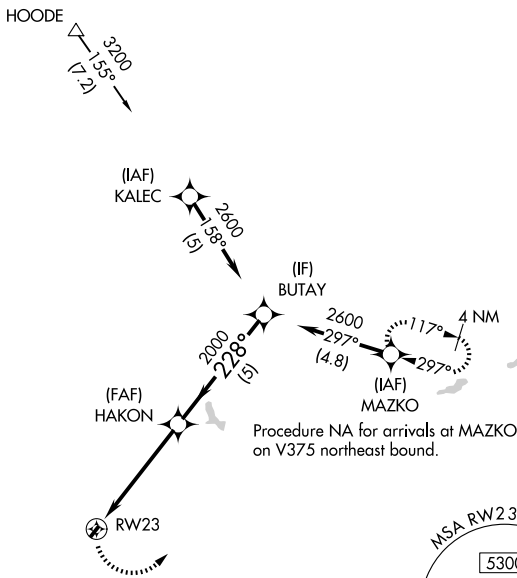 HOODE
3200
155°
(7.2)
(IAF)
KALEC
2600
158°
(5)
(IF)
BUTAY
2600
297°
(4.8)
117°
4 NM
297°
(IAF)
MAZKO
2000
228°
(5)
(FAF)
HAKON
Procedure NA for arrivals at MAZKO
on V375 northeast bound.
RW23
MSA RW23
5300